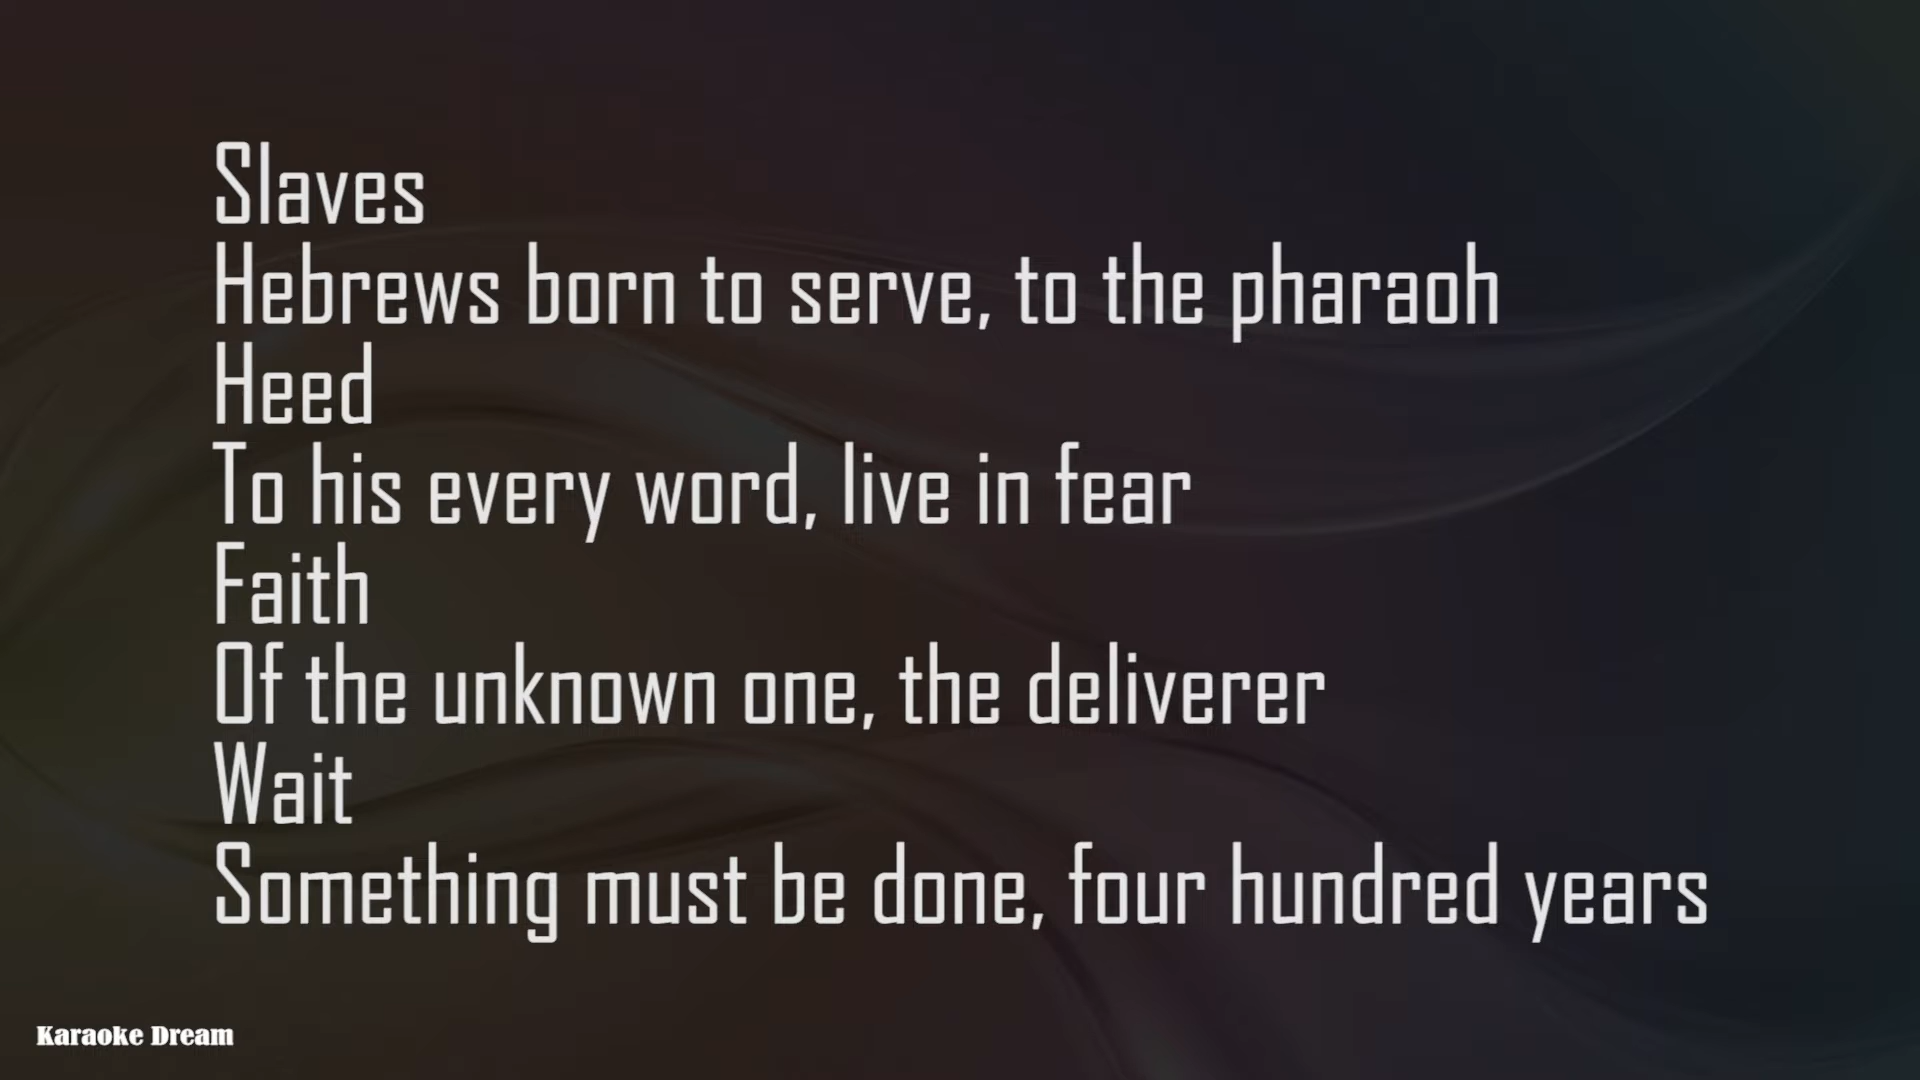 Slaves
Hebrews born to serve, to the pharaoh
Heed
To his every word, live in fear
Faith
Of the unknown one, the deliverer
Wait
Something must be done, four hundred years
Karaoke Dream